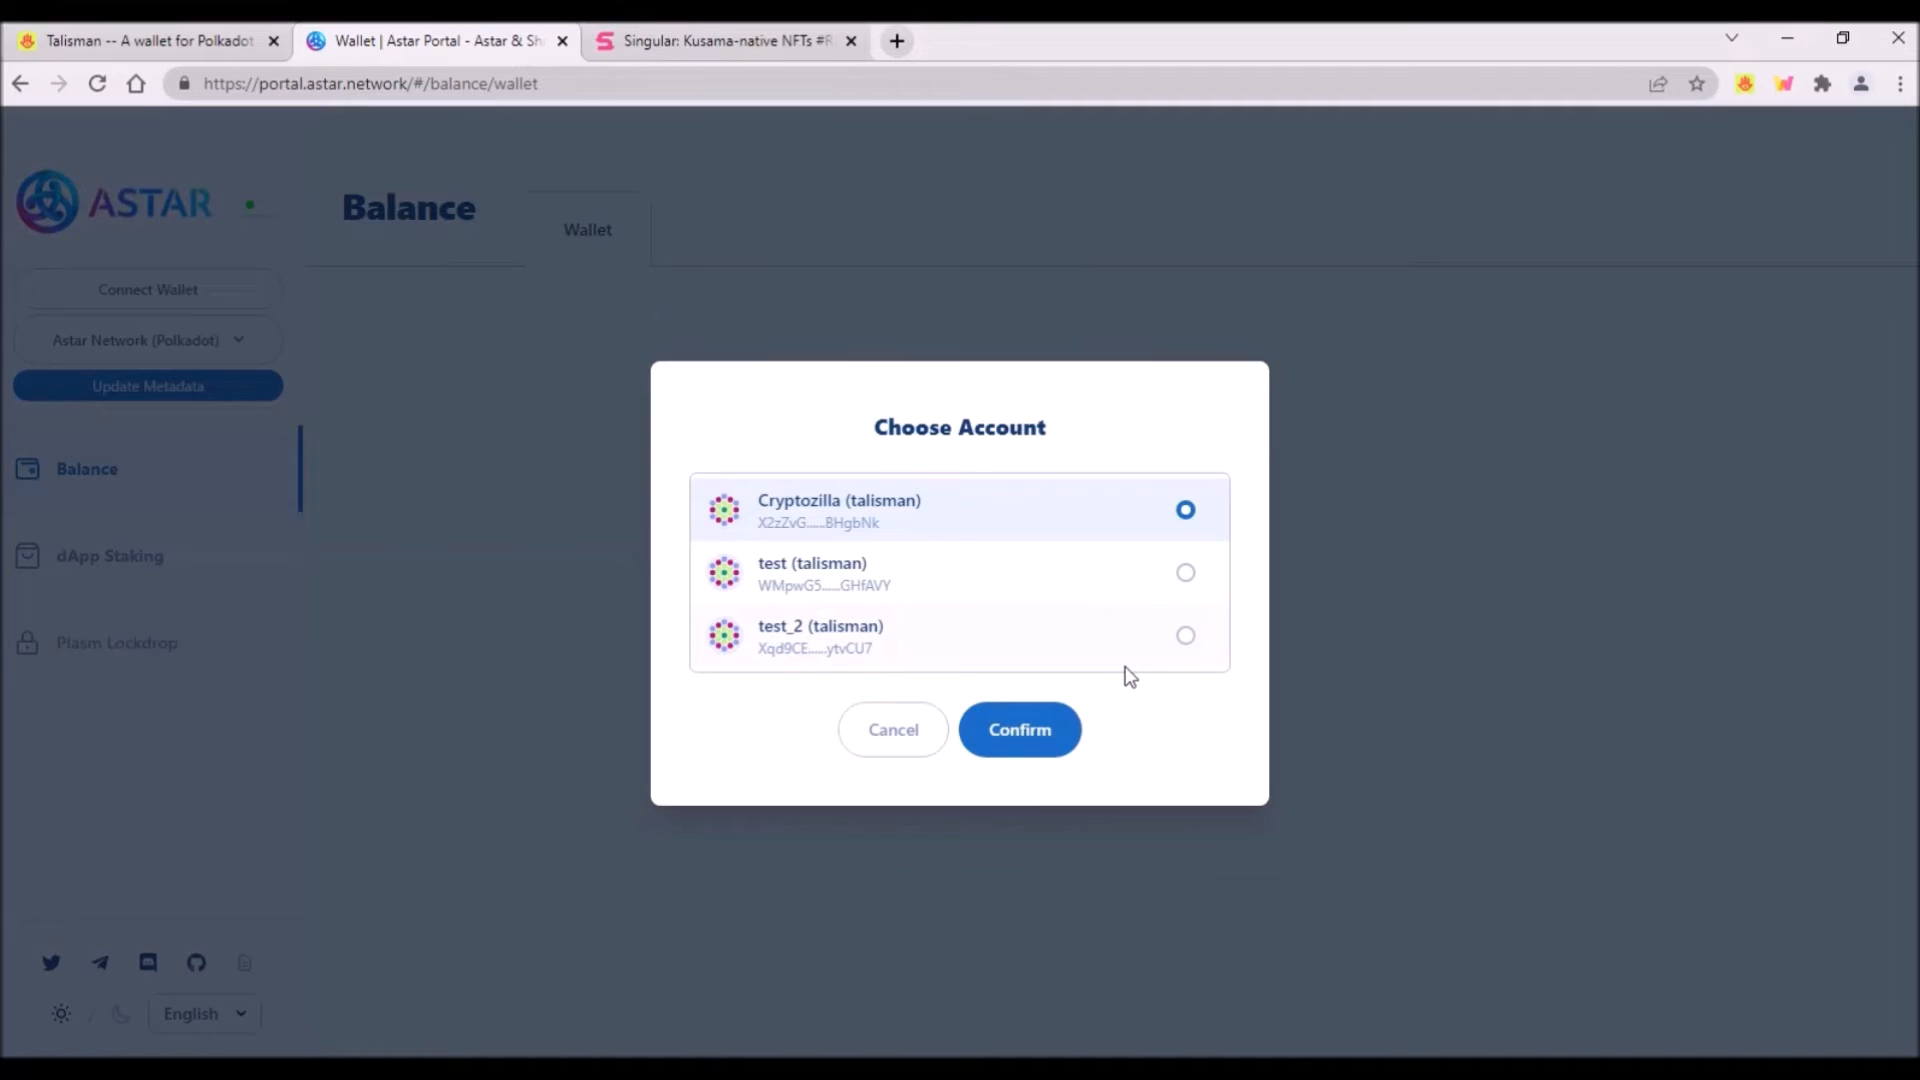 Talisman -- A wallet for Polkadot
Wallet | Astar Portal - Astar & Sh
Singular: Kusama-native NFTs #R
https://portal.astar.network/#/balance/wallet
ASTAR
Balance
Wallet
Connect Wallet
Astar Network (Polkadot)
Update Metadata
Balance
dApp Staking
Plasm Lockdrop
Choose Account
Cryptozilla (talisman)
X2zZvG......BHgbNk
test (talisman)
WMpwG5......GHfAVY
test_2 (talisman)
Xqd9CE......ytvCU7
Cancel
Confirm
English